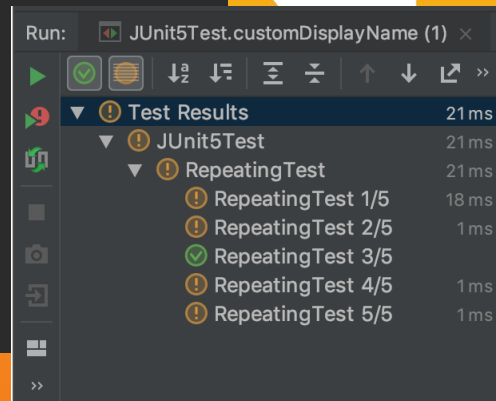 Run: JUnit5Test.customDisplayName (1)
Test Results 21 ms
JUnit5Test 21 ms
RepeatingTest 21 ms
RepeatingTest 1/5 18 ms
RepeatingTest 2/5 1 ms
RepeatingTest 3/5
RepeatingTest 4/5 1 ms
RepeatingTest 5/5 1 ms